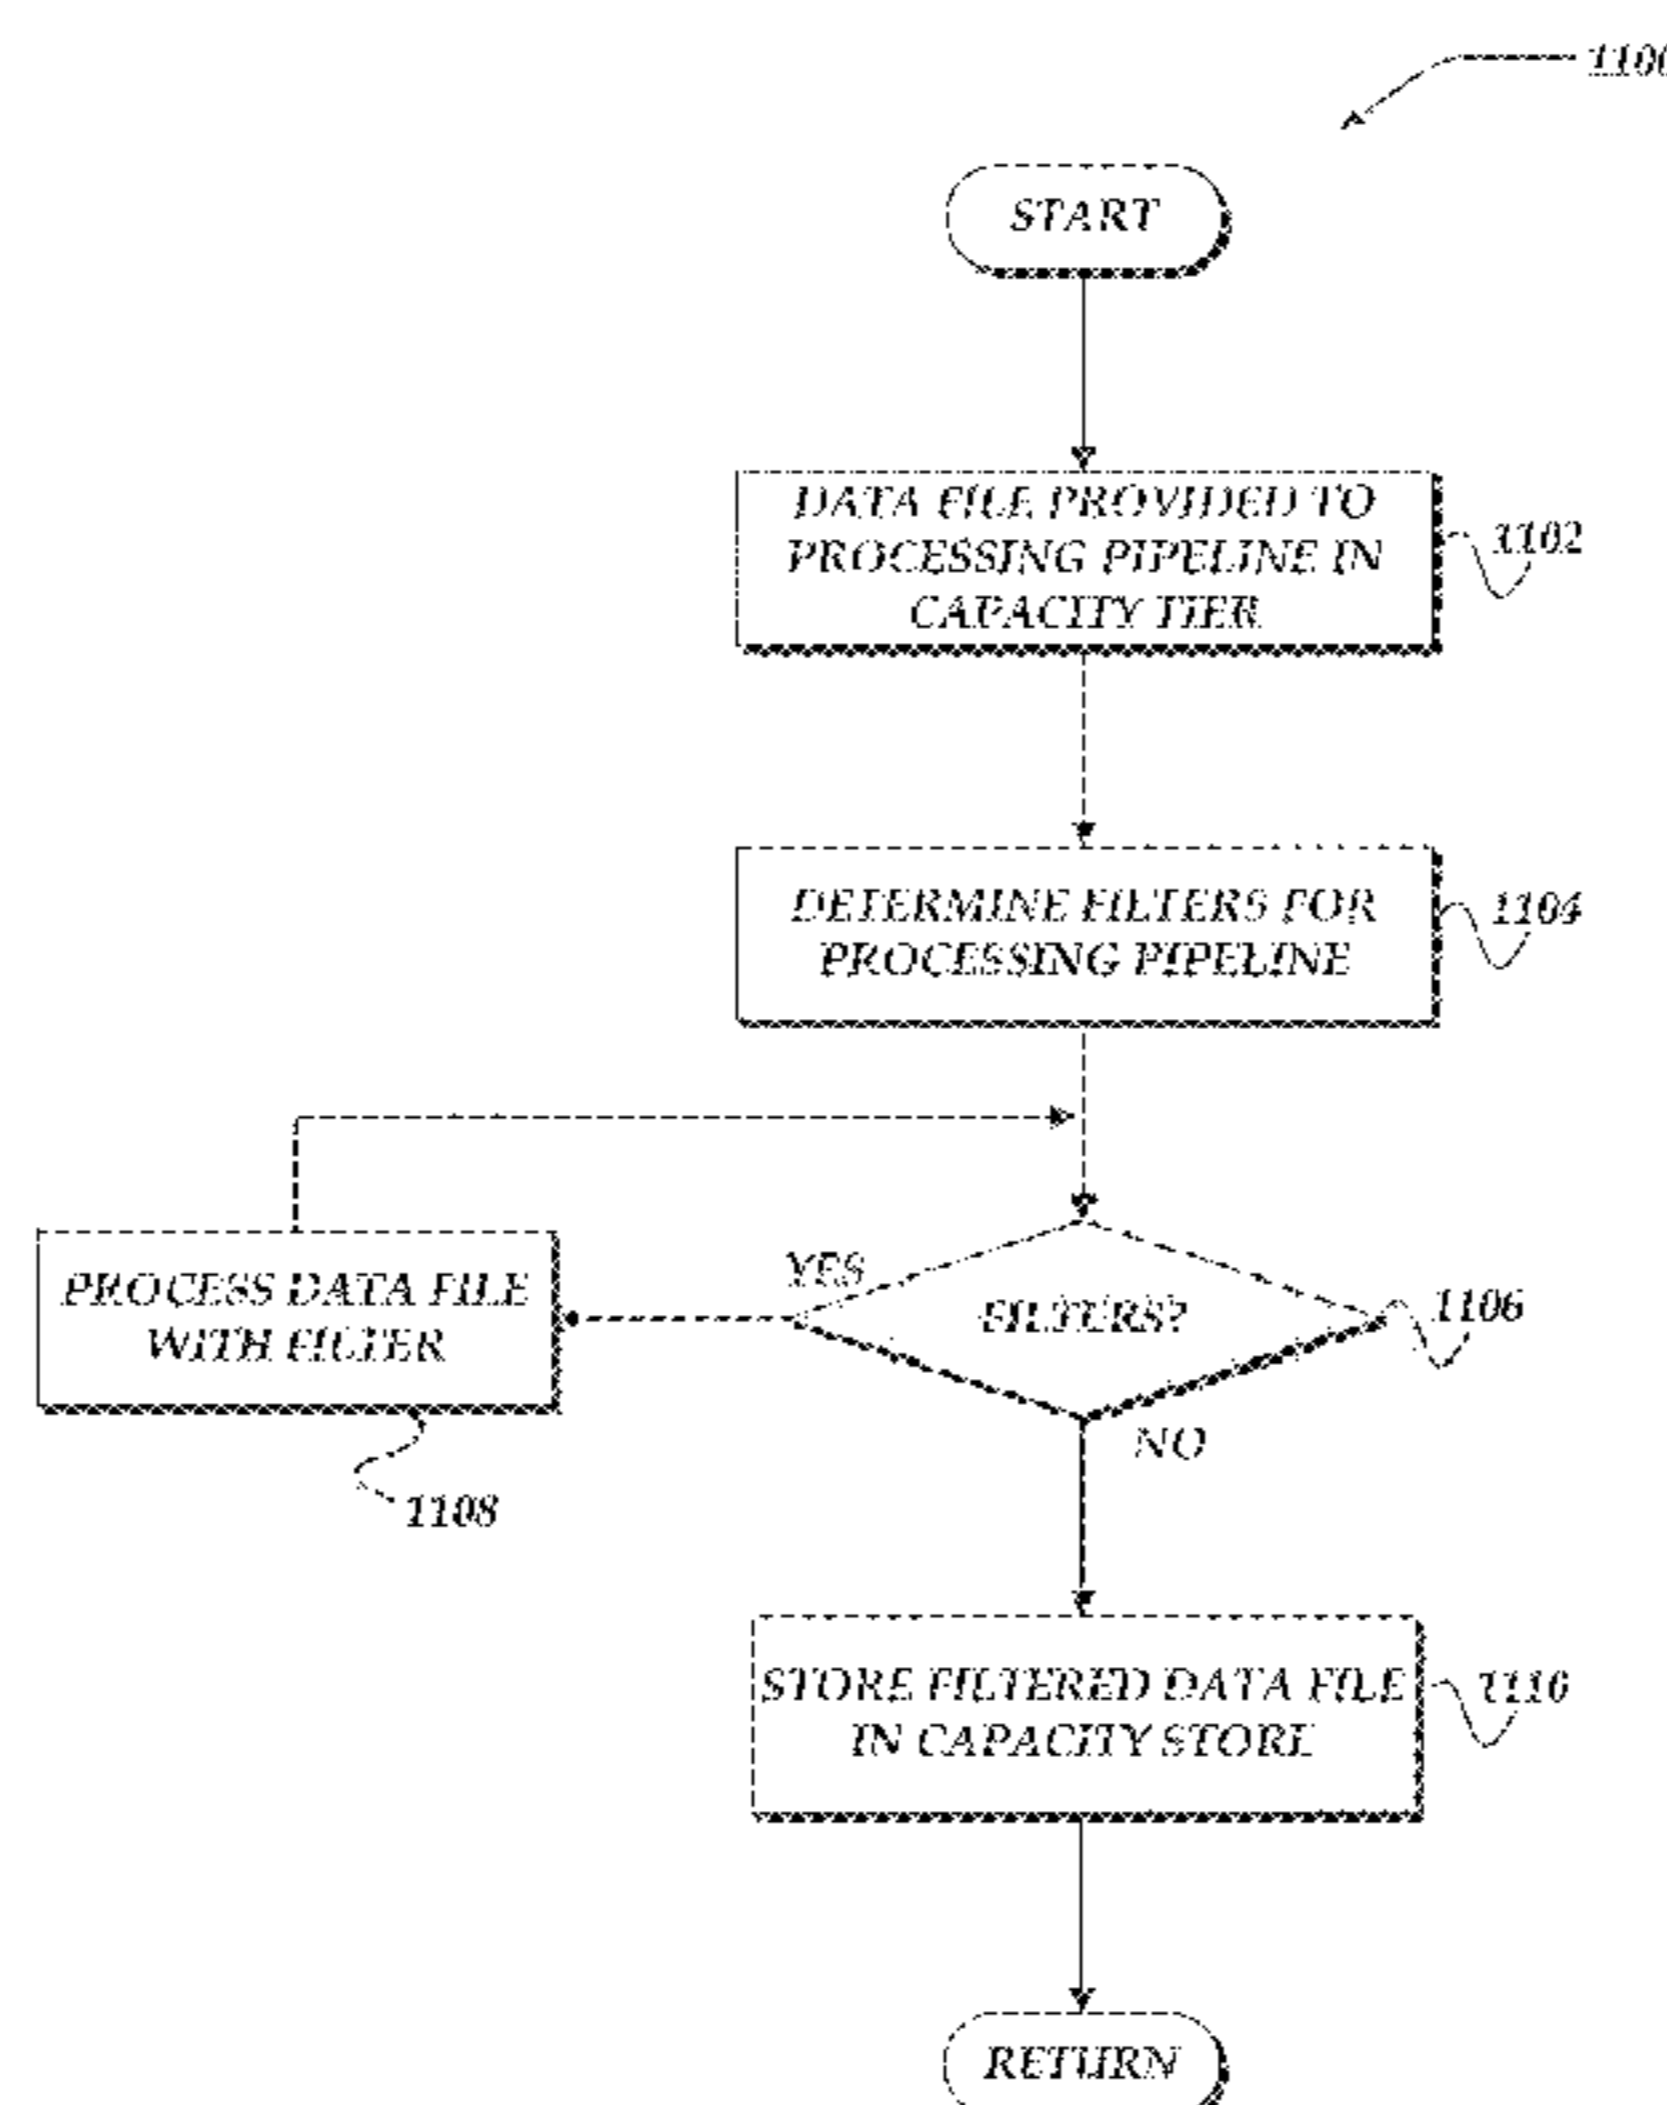 1100
START
DATA FILE PROVIDED TO
PROCESSING PIPELINE IN
CAPACITY TIER
1102
DETERMINE FILTERS FOR
PROCESSING PIPELINE
1104
YES
FILTERS?
1106
PROCESS DATA FILE
WITH FILTER
1108
NO
STORE FILTERED DATA FILE
IN CAPACITY STORE
1110
RETURN